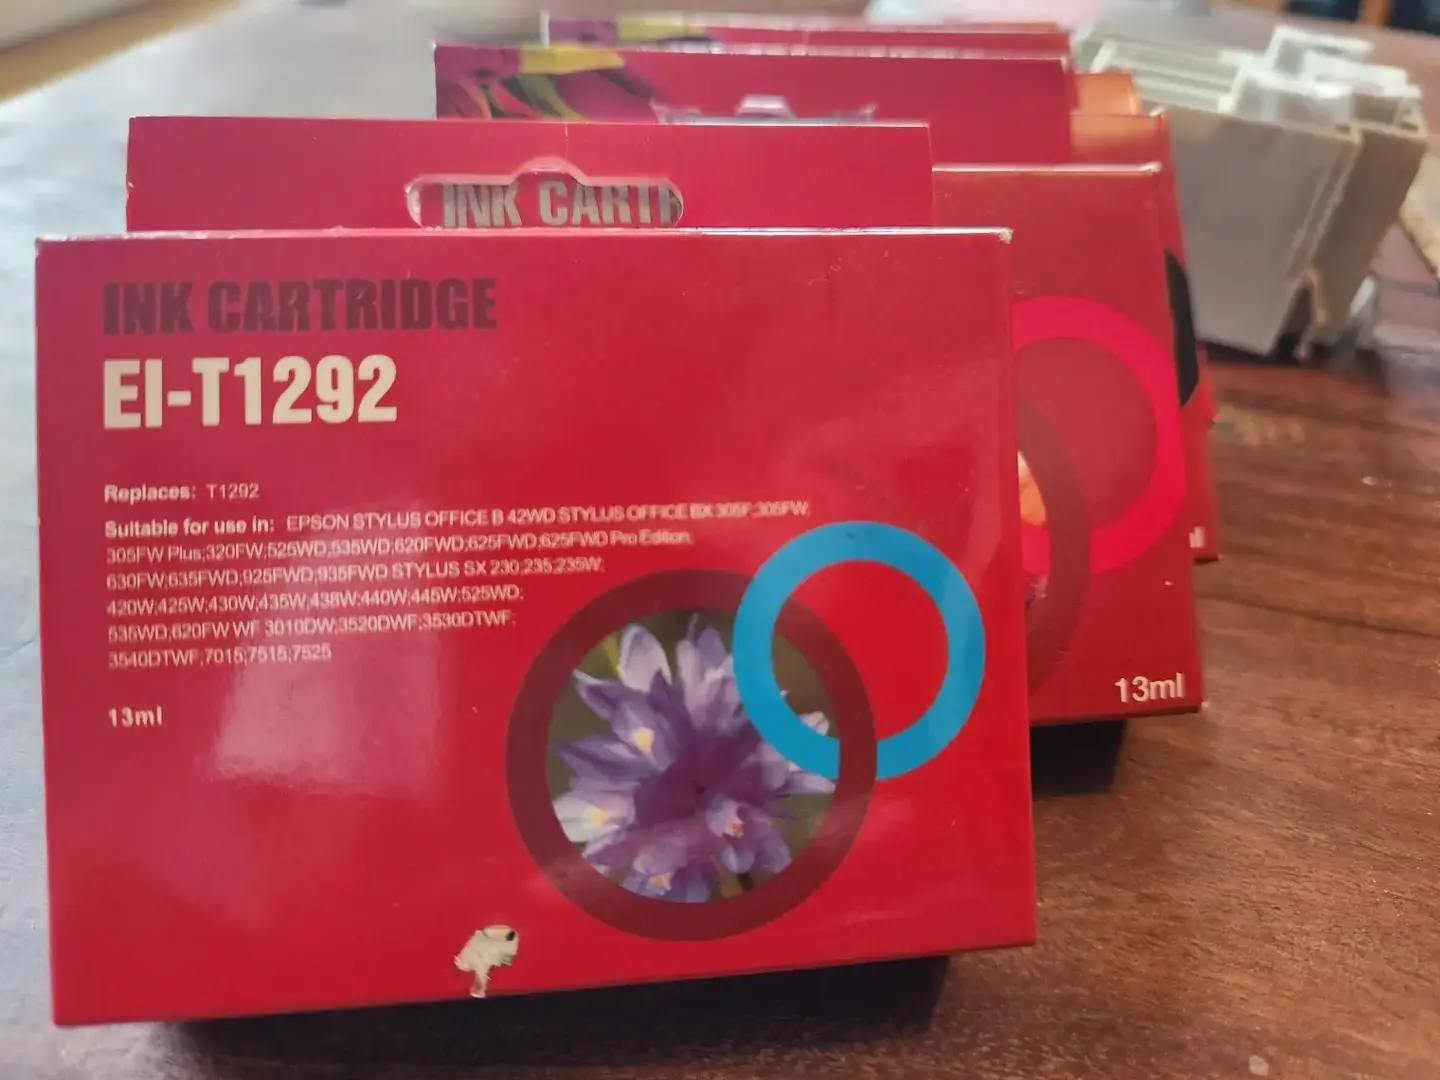 INK CARTR
INK CARTRIDGE
EI-T1292
Replaces: T1292
Suitable for use in: EPSON STYLUS OFFICE B 42WD STYLUS OFFICE BX 305F;305FW;
305FW Plus;320FW;525WD;535WD;620FWD;625FWD;625FWD Pro Edition;
630FW;635FWD;925FWD;935FWD STYLUS SX 230;235;235W;
420W;425W;430W;435W;438W;440W;445W;525WD;
535WD;620FW WF 3010DW;3520DWF;3530DTWF;
3540DTWF;7015;7515;7525
13ml
13ml